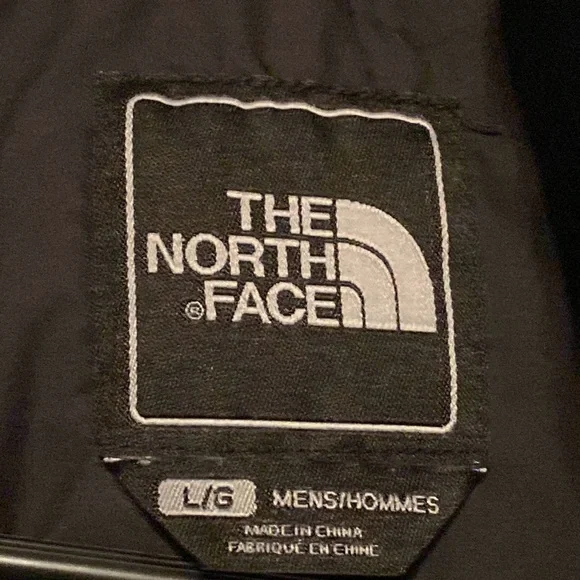 THE
NORTH
®FACE
L/G MENS/HOMMES
MADE IN CHINA
FABRIQUÉ EN CHINE